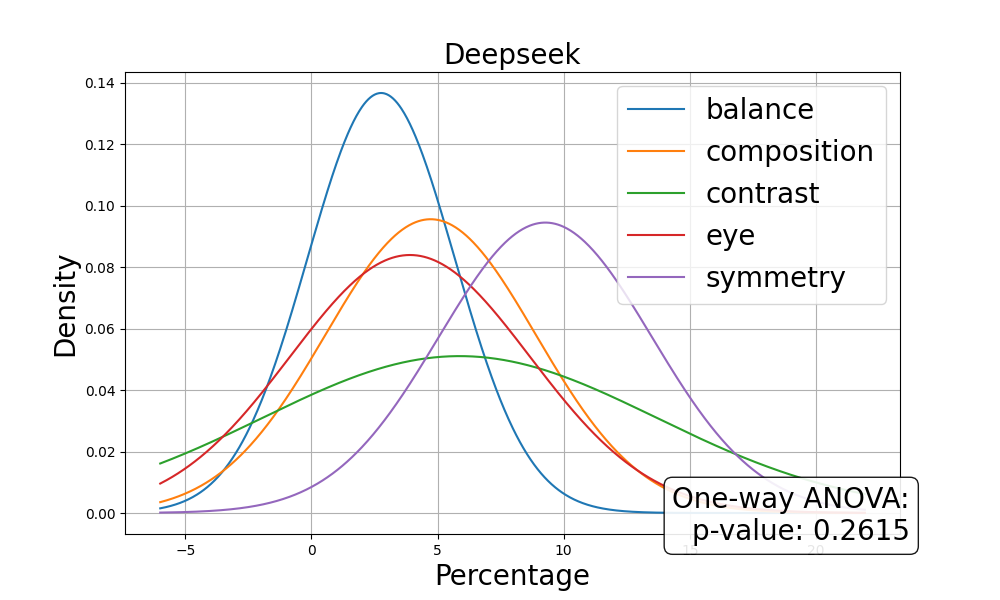 Deepseek
0.14
0.12
0.10
0.08
0.06
0.04
0.02
0.00
Density
balance
composition
contrast
eye
symmetry
One-way ANOVA:
p-value: 0.2615
−5
0
5
10
15
20
Percentage